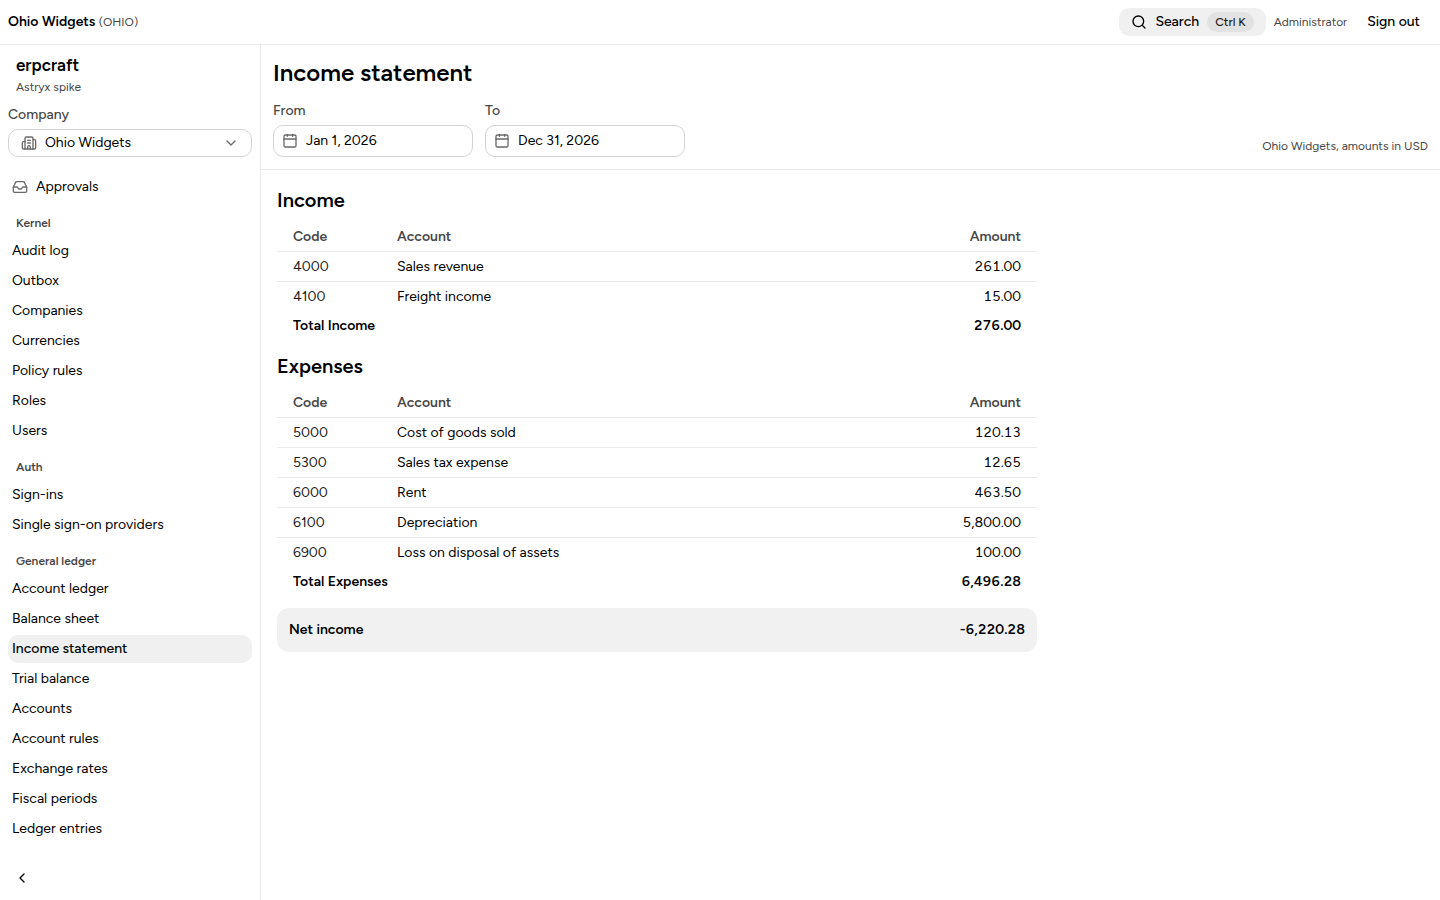 Ohio Widgets (OHIO)
Search Ctrl K Administrator Sign out
erpcraft
Astryx spike
Company
Ohio Widgets
Approvals
Kernel
Audit log
Outbox
Companies
Currencies
Policy rules
Roles
Users
Auth
Sign-ins
Single sign-on providers
General ledger
Account ledger
Balance sheet
Income statement
Trial balance
Accounts
Account rules
Exchange rates
Fiscal periods
Ledger entries
Income statement
From To
Jan 1, 2026 Dec 31, 2026
Ohio Widgets, amounts in USD
Income
Code Account Amount
4000 Sales revenue 261.00
4100 Freight income 15.00
Total Income 276.00
Expenses
Code Account Amount
5000 Cost of goods sold 120.13
5300 Sales tax expense 12.65
6000 Rent 463.50
6100 Depreciation 5,800.00
6900 Loss on disposal of assets 100.00
Total Expenses 6,496.28
Net income -6,220.28